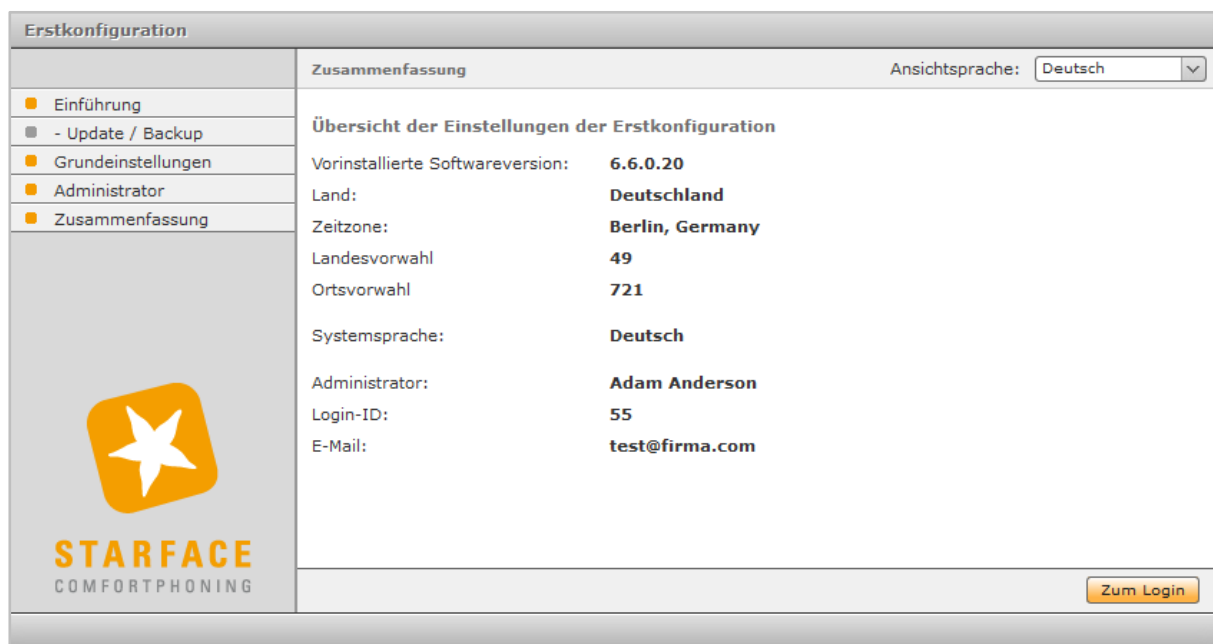 Erstkonfiguration
Zusammenfassung
Ansichtsprache: Deutsch
Einführung
- Update / Backup
Grundeinstellungen
Administrator
Zusammenfassung
STARFACE
COMFORTPHONING
Übersicht der Einstellungen der Erstkonfiguration
Vorinstallierte Softwareversion: 6.6.0.20
Land: Deutschland
Zeitzone: Berlin, Germany
Landesvorwahl 49
Ortsvorwahl 721
Systemsprache: Deutsch
Administrator: Adam Anderson
Login-ID: 55
E-Mail: test@firma.com
Zum Login